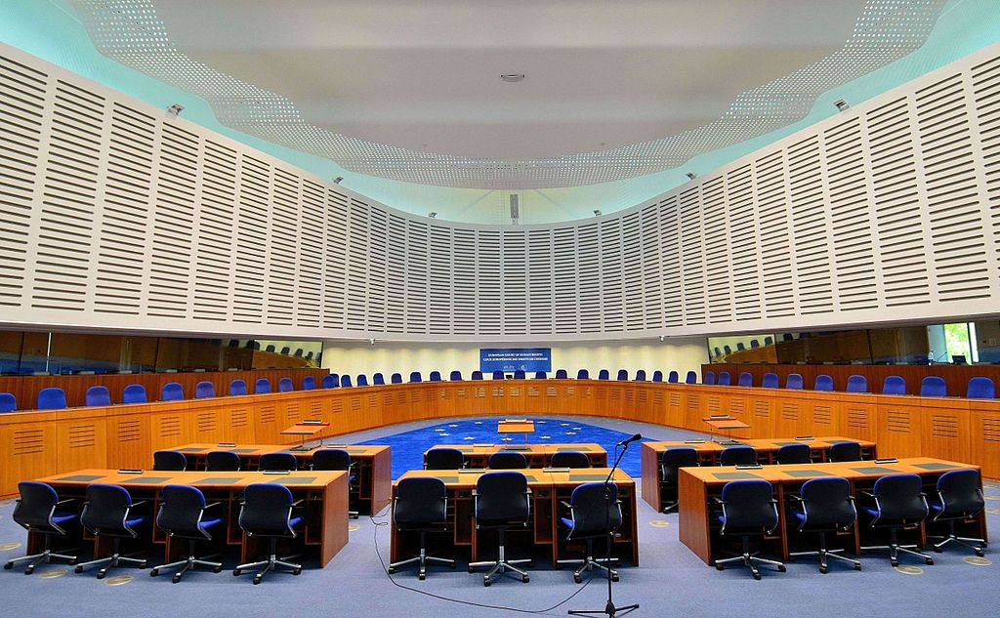 EUROPEAN COURT OF HUMAN RIGHTS
COUR EUROPÉENNE DES DROITS DE L'HOMME